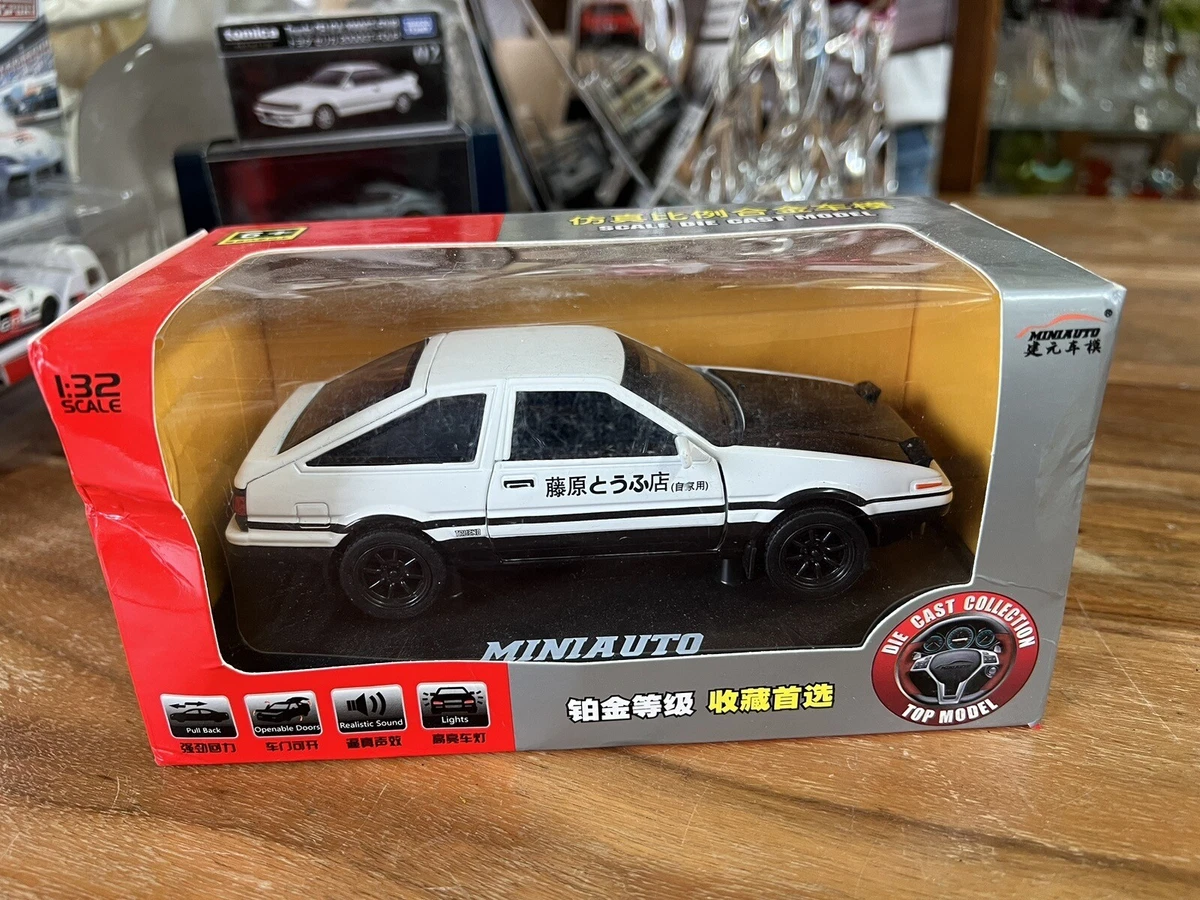 tomica
07
仿真比例合金车模
SCALE DIE CAST MODEL
MINIAUTO
建元车模
1:32
SCALE
藤原とうふ店(自家用)
MINIAUTO
DIE CAST COLLECTION
TOP MODEL
铂金等级 收藏首选
Pull Back
Openable Doors
Realistic Sound
Lights
强劲回力
车门可开
逼真声效
高亮车灯